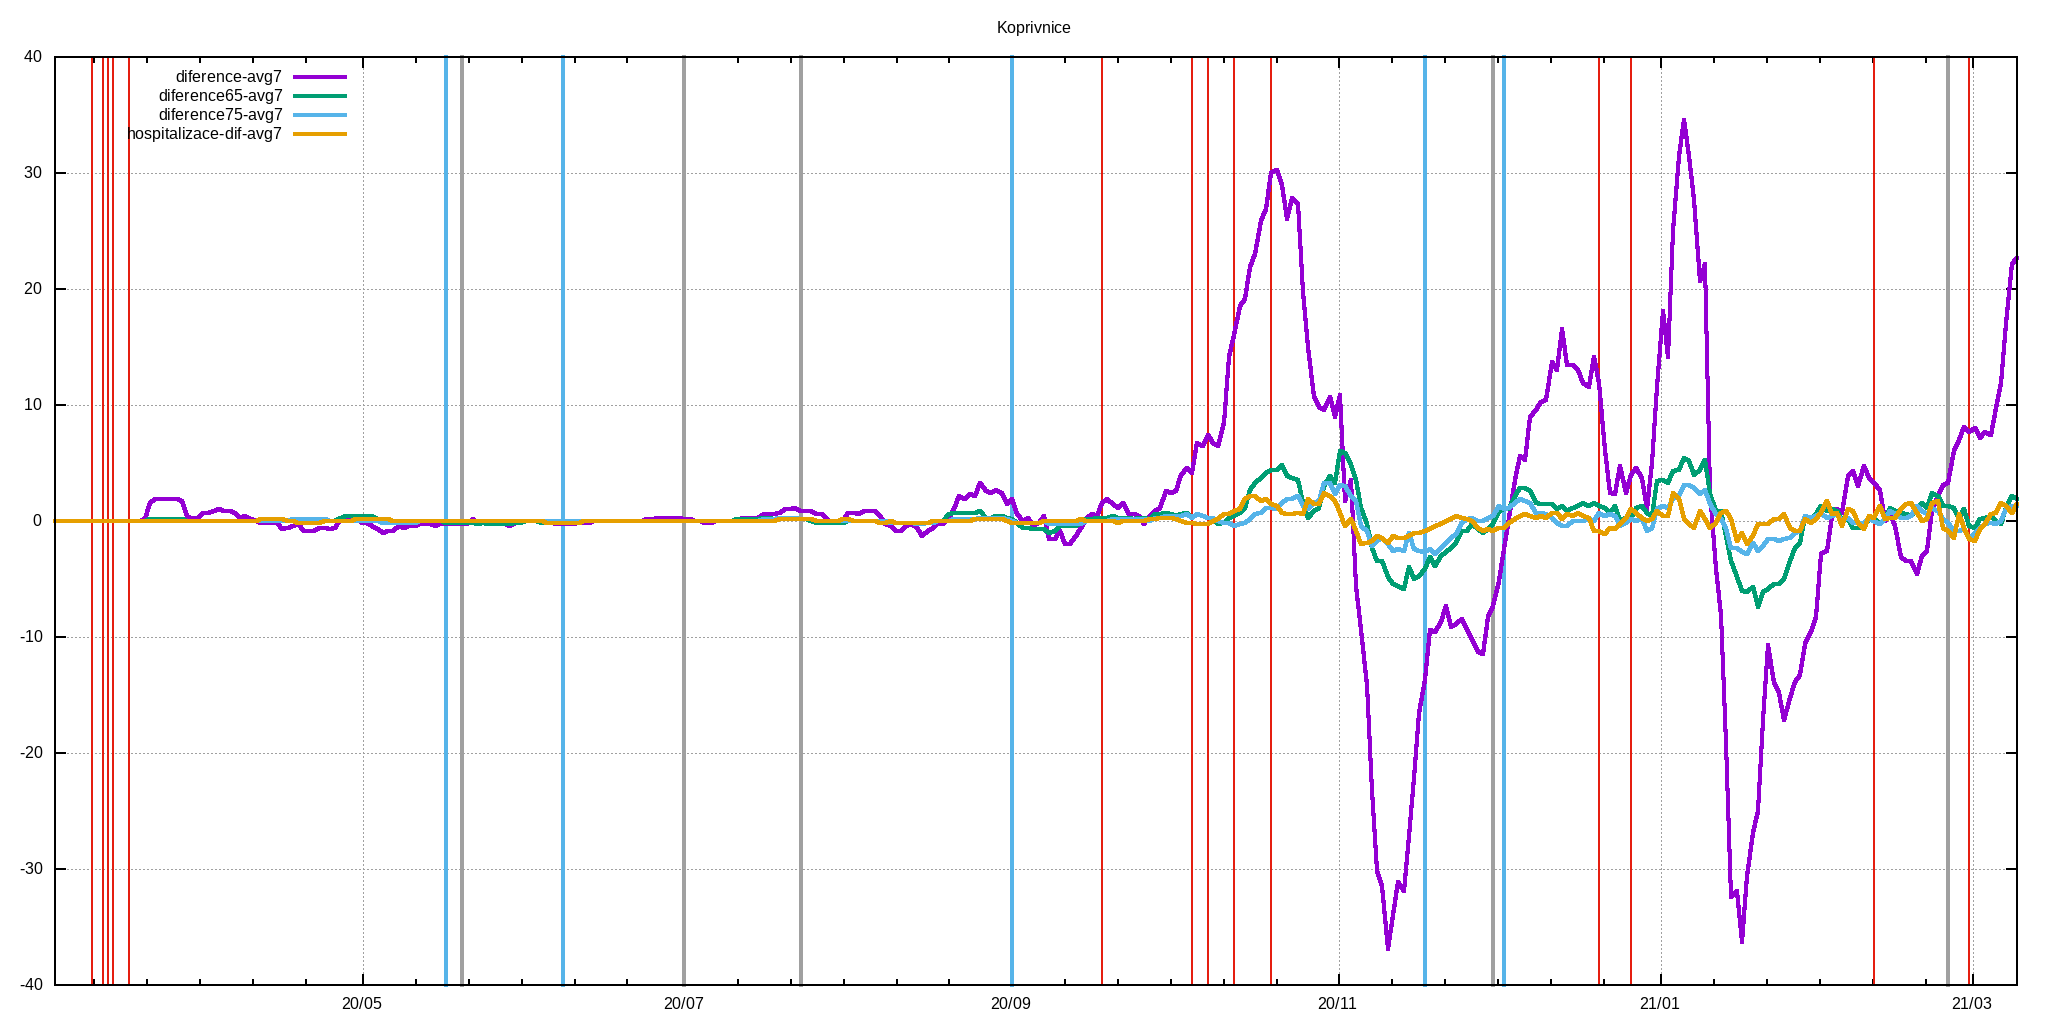 Koprivnice
40
30
20
10
0
-10
-20
-30
-40
diference-avg7
diference65-avg7
diference75-avg7
hospitalizace-dif-avg7
20/05 20/07 20/09 20/11 21/01 21/03